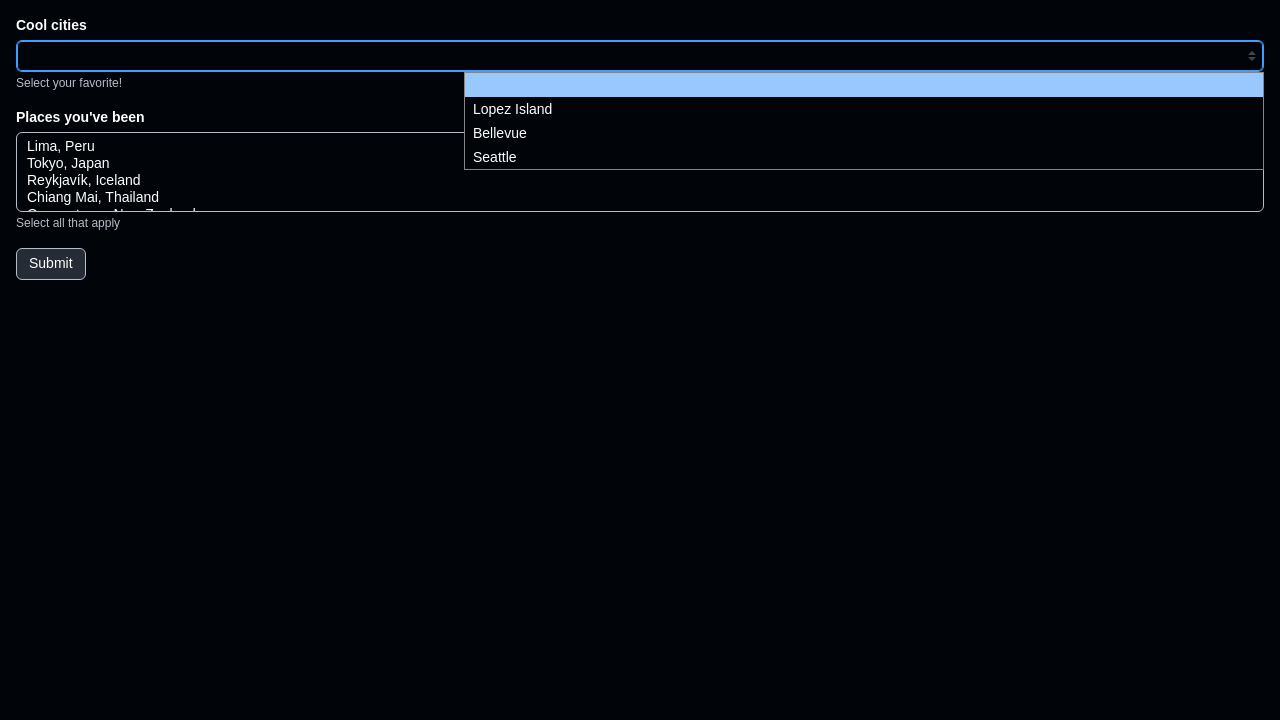 Cool cities
Select your favorite!
Lopez Island
Bellevue
Seattle
Places you've been
Lima, Peru
Tokyo, Japan
Reykjavík, Iceland
Chiang Mai, Thailand
Select all that apply
Submit